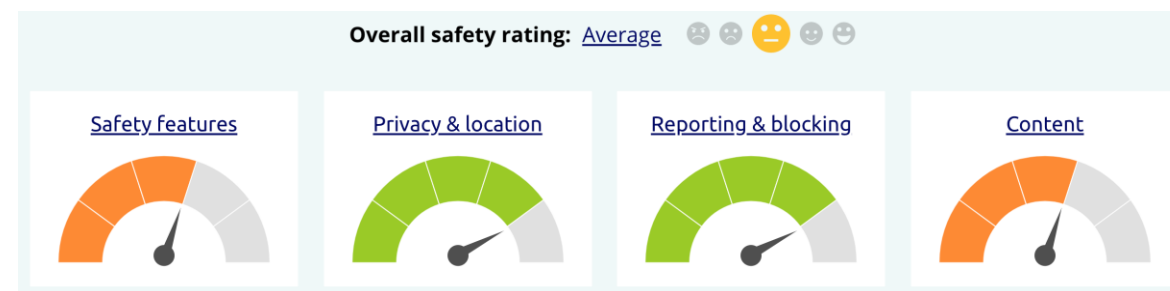 Overall safety rating: Average
Safety features
Privacy & location
Reporting & blocking
Content